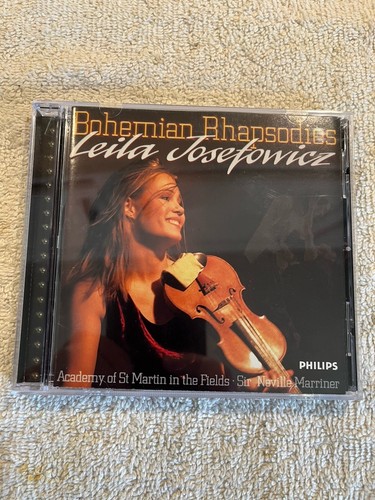 Bohemian Rhapsodies
Leila Josefowicz
PHILIPS
Academy of St Martin in the Fields · Sir Neville Marriner